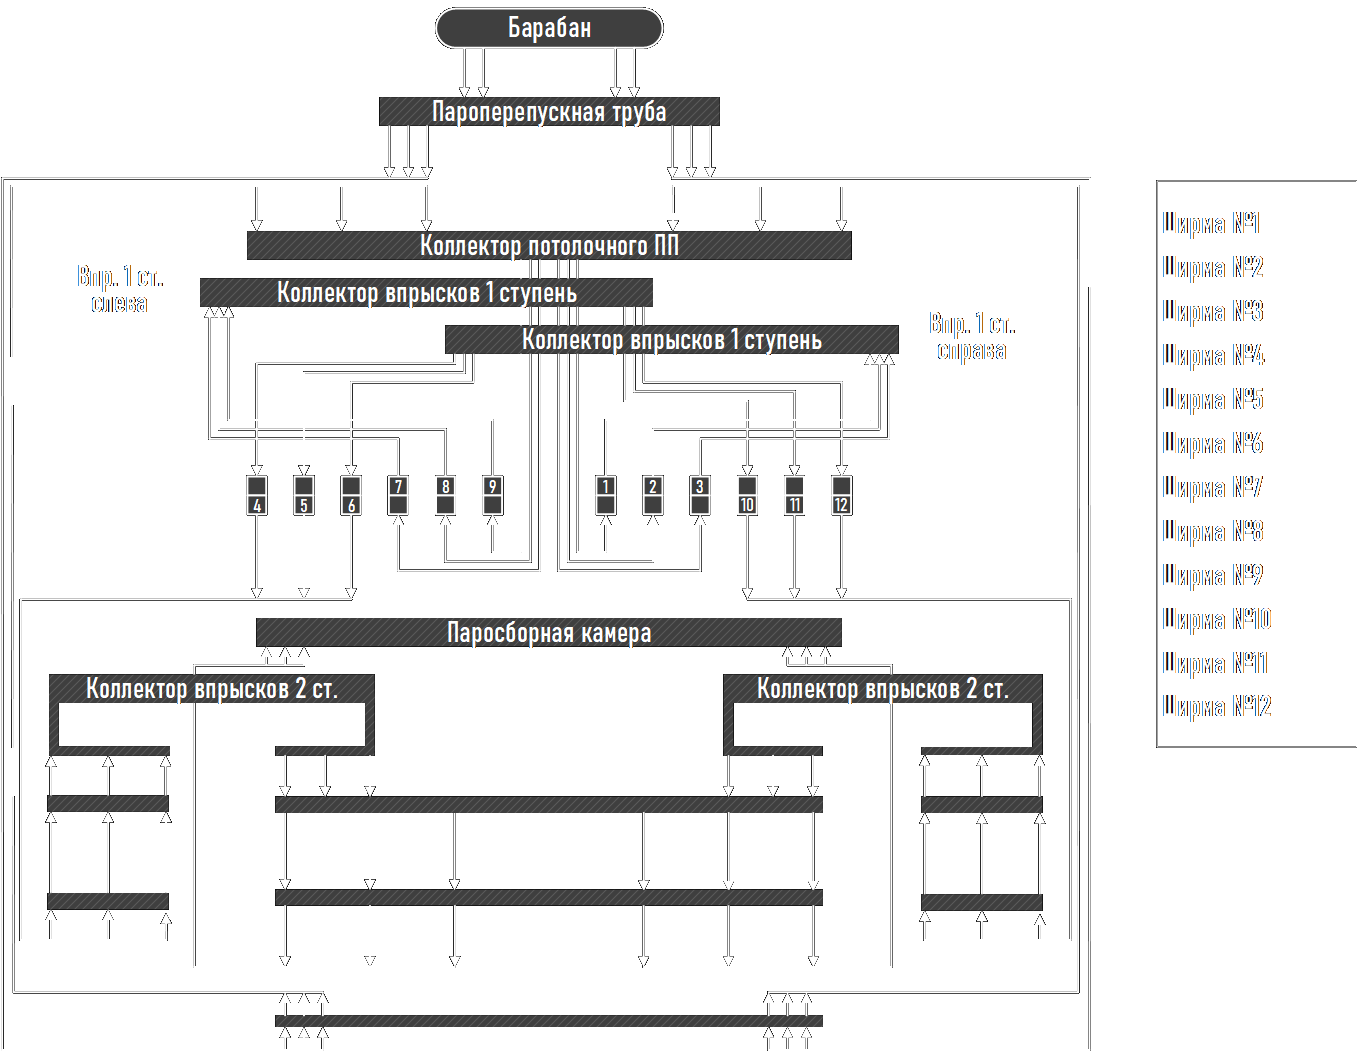 Барабан
Пароперепускная труба
Коллектор потолочного ПП
Впр. 1 ст.
слева
Коллектор впрысков 1 ступень
Коллектор впрысков 1 ступень
Впр. 1 ст.
справа
7 8 9 1 2 3
4 5 6 10 11 12
Паросборная камера
Коллектор впрысков 2 ст.
Коллектор впрысков 2 ст.
Ширма №1
Ширма №2
Ширма №3
Ширма №4
Ширма №5
Ширма №6
Ширма №7
Ширма №8
Ширма №9
Ширма №10
Ширма №11
Ширма №12